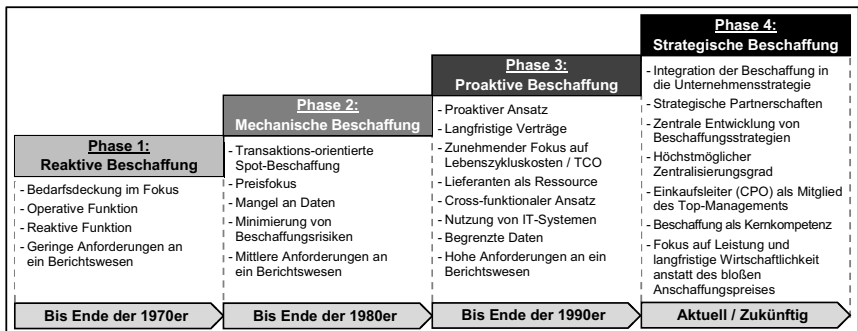 Phase 1:
Reaktive Beschaffung
- Bedarfsdeckung im Fokus
- Operative Funktion
- Reaktive Funktion
- Geringe Anforderungen an
ein Berichtswesen
Bis Ende der 1970er
Phase 2:
Mechanische Beschaffung
- Transaktions-orientierte
Spot-Beschaffung
- Preisfokus
- Mangel an Daten
- Minimierung von
Beschaffungsrisiken
- Mittlere Anforderungen an
ein Berichtswesen
Bis Ende der 1980er
Phase 3:
Proaktive Beschaffung
- Proaktiver Ansatz
- Langfristige Verträge
- Zunehmender Fokus auf
Lebenszykluskosten / TCO
- Lieferanten als Ressource
- Cross-funktionaler Ansatz
- Nutzung von IT-Systemen
- Begrenzte Daten
- Hohe Anforderungen an ein
Berichtswesen
Bis Ende der 1990er
Phase 4:
Strategische Beschaffung
- Integration der Beschaffung in
die Unternehmensstrategie
- Strategische Partnerschaften
- Zentrale Entwicklung von
Beschaffungsstrategien
- Höchstmöglicher
Zentralisierungsgrad
- Einkaufsleiter (CPO) als Mitglied
des Top-Managements
- Beschaffung als Kernkompetenz
- Fokus auf Leistung und
langfristige Wirtschaftlichkeit
anstatt des bloßen
Anschaffungspreises
Aktuell / Zukünftig